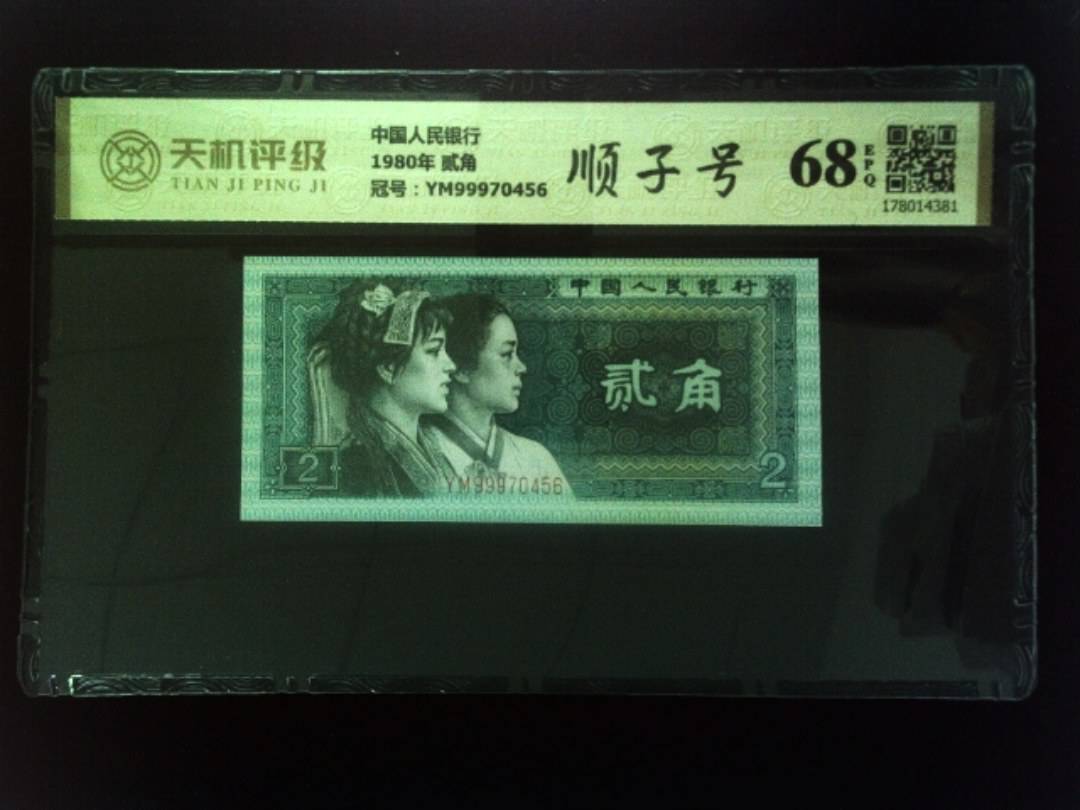 天机评级
TIAN JI PING JI
中国人民银行
1980年 贰角
冠号：YM99970456
顺子号
68
EPQ
178014381
中国人民银行
贰角
2
2
YM99970456